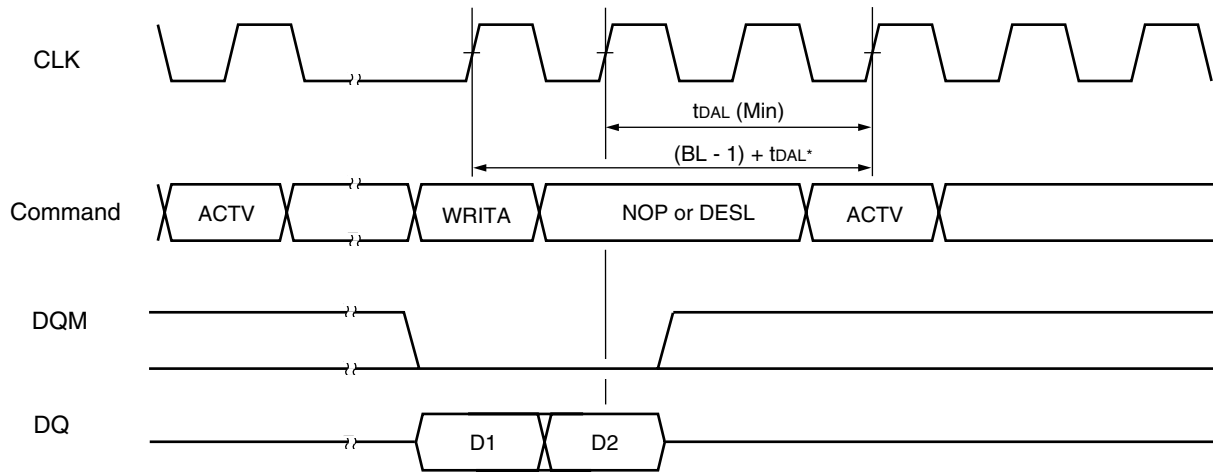 CLK
tDAL (Min)
(BL - 1) + tDAL*
Command
ACTV
WRITA
NOP or DESL
ACTV
DQM
DQ
D1
D2